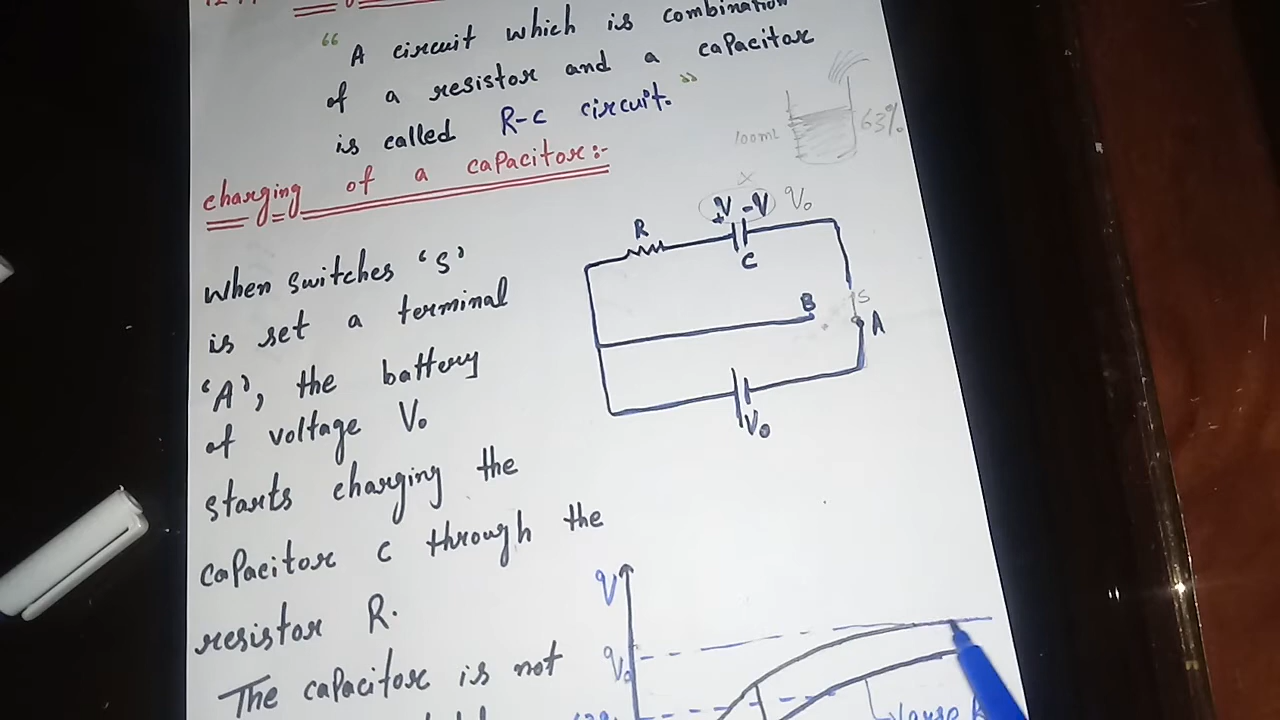 “ A circuit which is combination
of a resistor and a capacitor
is called R-C circuit. ”
100ml
63%
charging of a capacitor:-
When switches ‘S’
is set a terminal
‘A’, the battery
of voltage V₀
starts charging the
capacitor C through the
resistor R.
The capacitor is not
R
+V -V
x
q₀
C
B
S
A
V₀
q
q₀